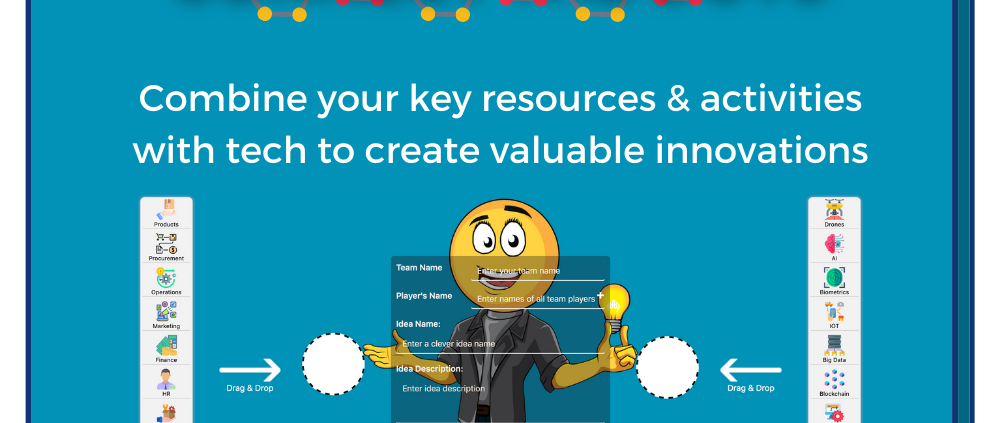 Combine your key resources & activities
with tech to create valuable innovations
Products
Procurement
Operations
Marketing
Finance
HR
Drag & Drop
Team Name
Enter your team name
Player's Name
Enter names of all team players
+
Idea Name:
Enter a clever idea name
Idea Description:
Enter idea description
Drag & Drop
Drones
AI
Biometrics
IOT
Big Data
Blockchain